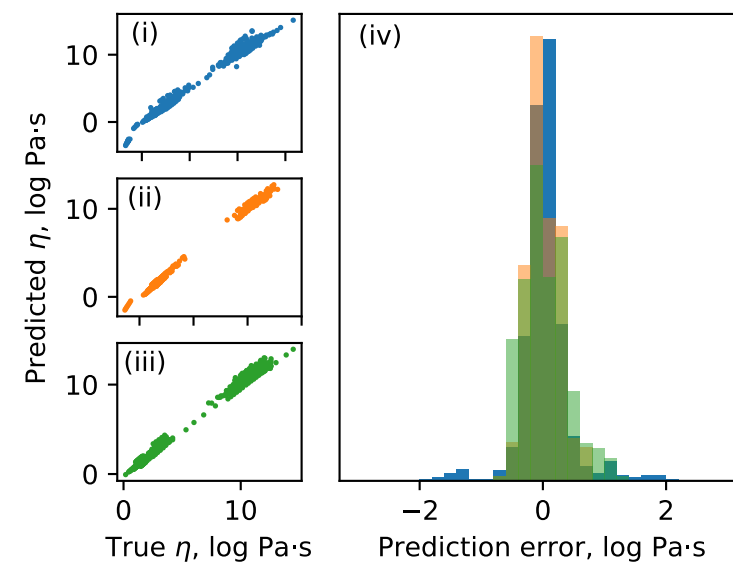 (i)
10
0
(ii)
10
0
(iii)
10
0
0
10
Predicted η, log Pa·s
True η, log Pa·s
(iv)
−2
0
2
Prediction error, log Pa·s